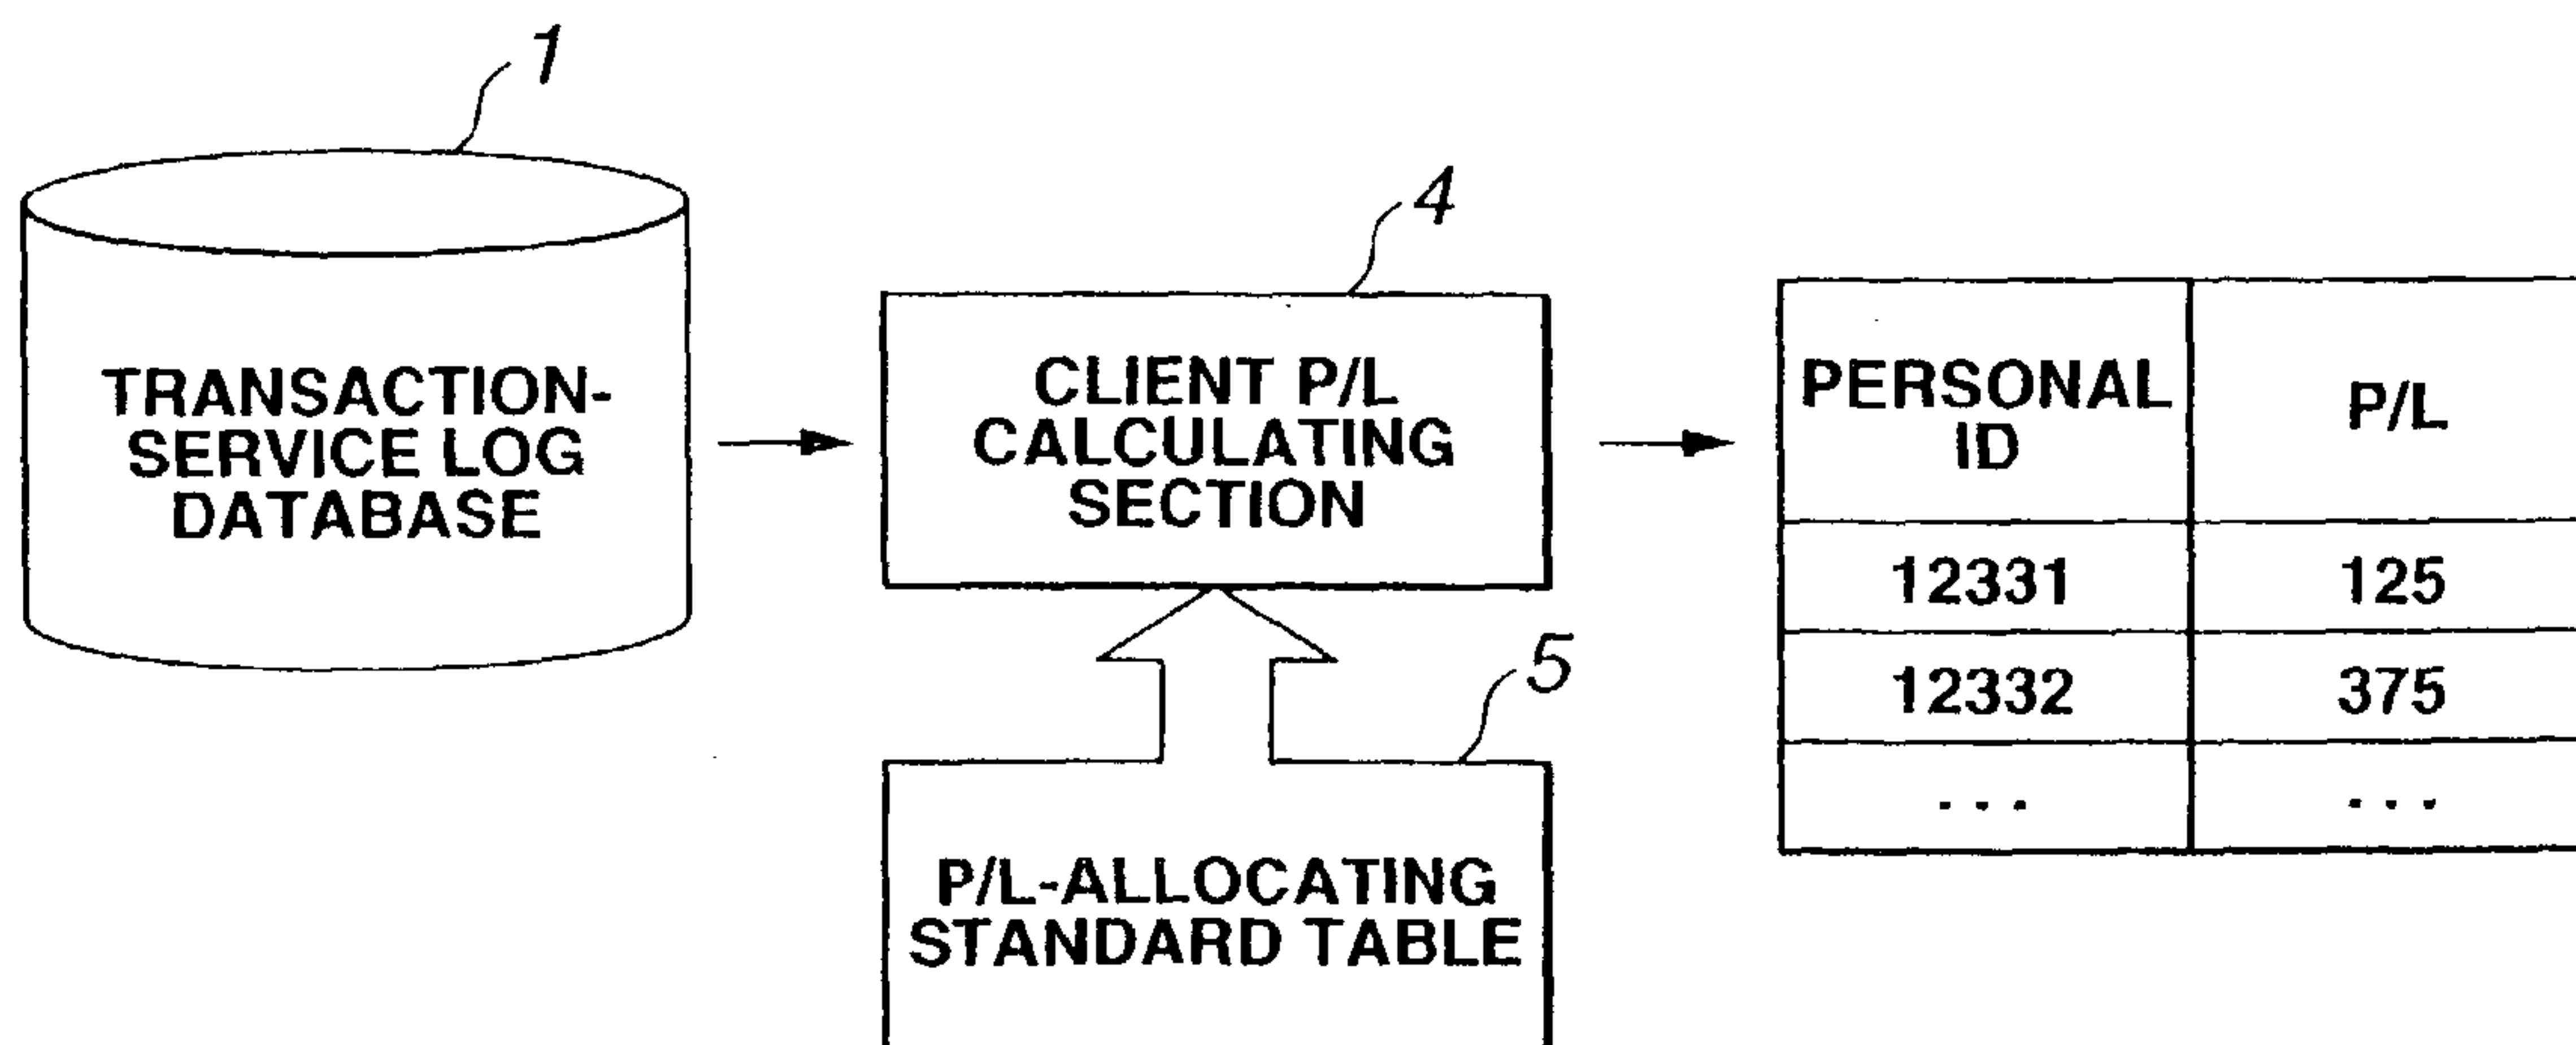 1
TRANSACTION-
SERVICE LOG
DATABASE
4
CLIENT P/L
CALCULATING
SECTION
5
P/L-ALLOCATING
STANDARD TABLE
PERSONAL
ID
P/L
12331
125
12332
375
... ...